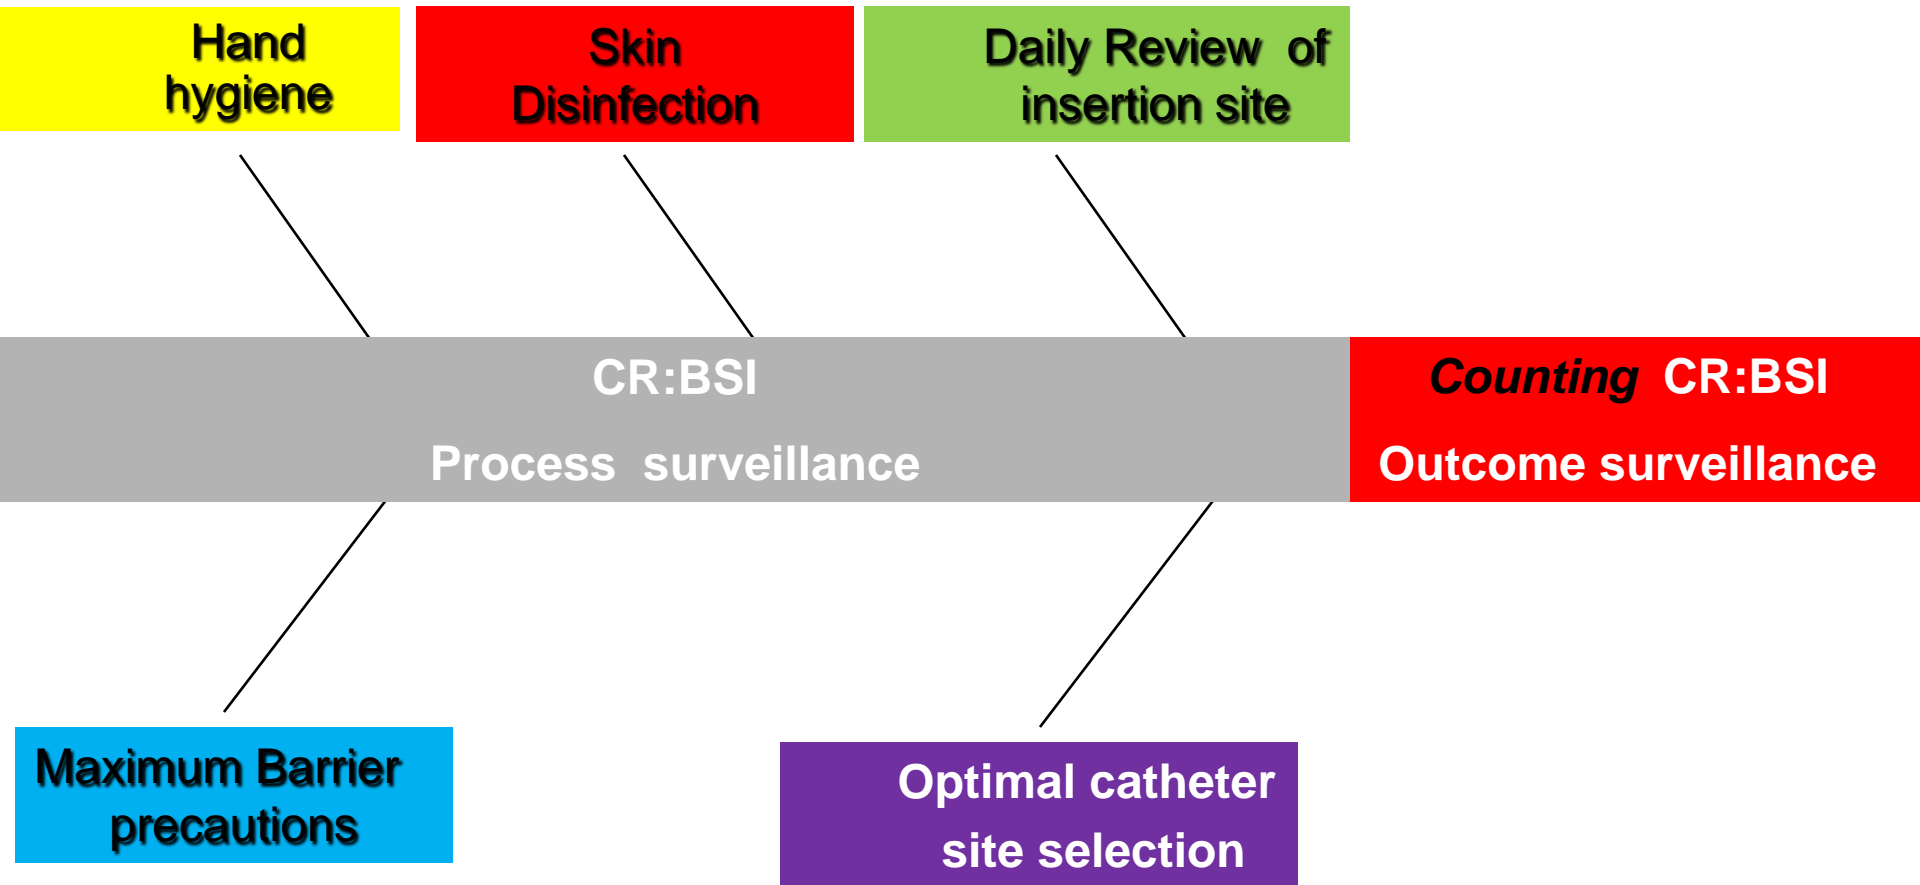 Hand
hygiene
Skin
Disinfection
Daily Review of
insertion site
CR:BSI
Process surveillance
Counting CR:BSI
Outcome surveillance
Maximum Barrier
precautions
Optimal catheter
site selection